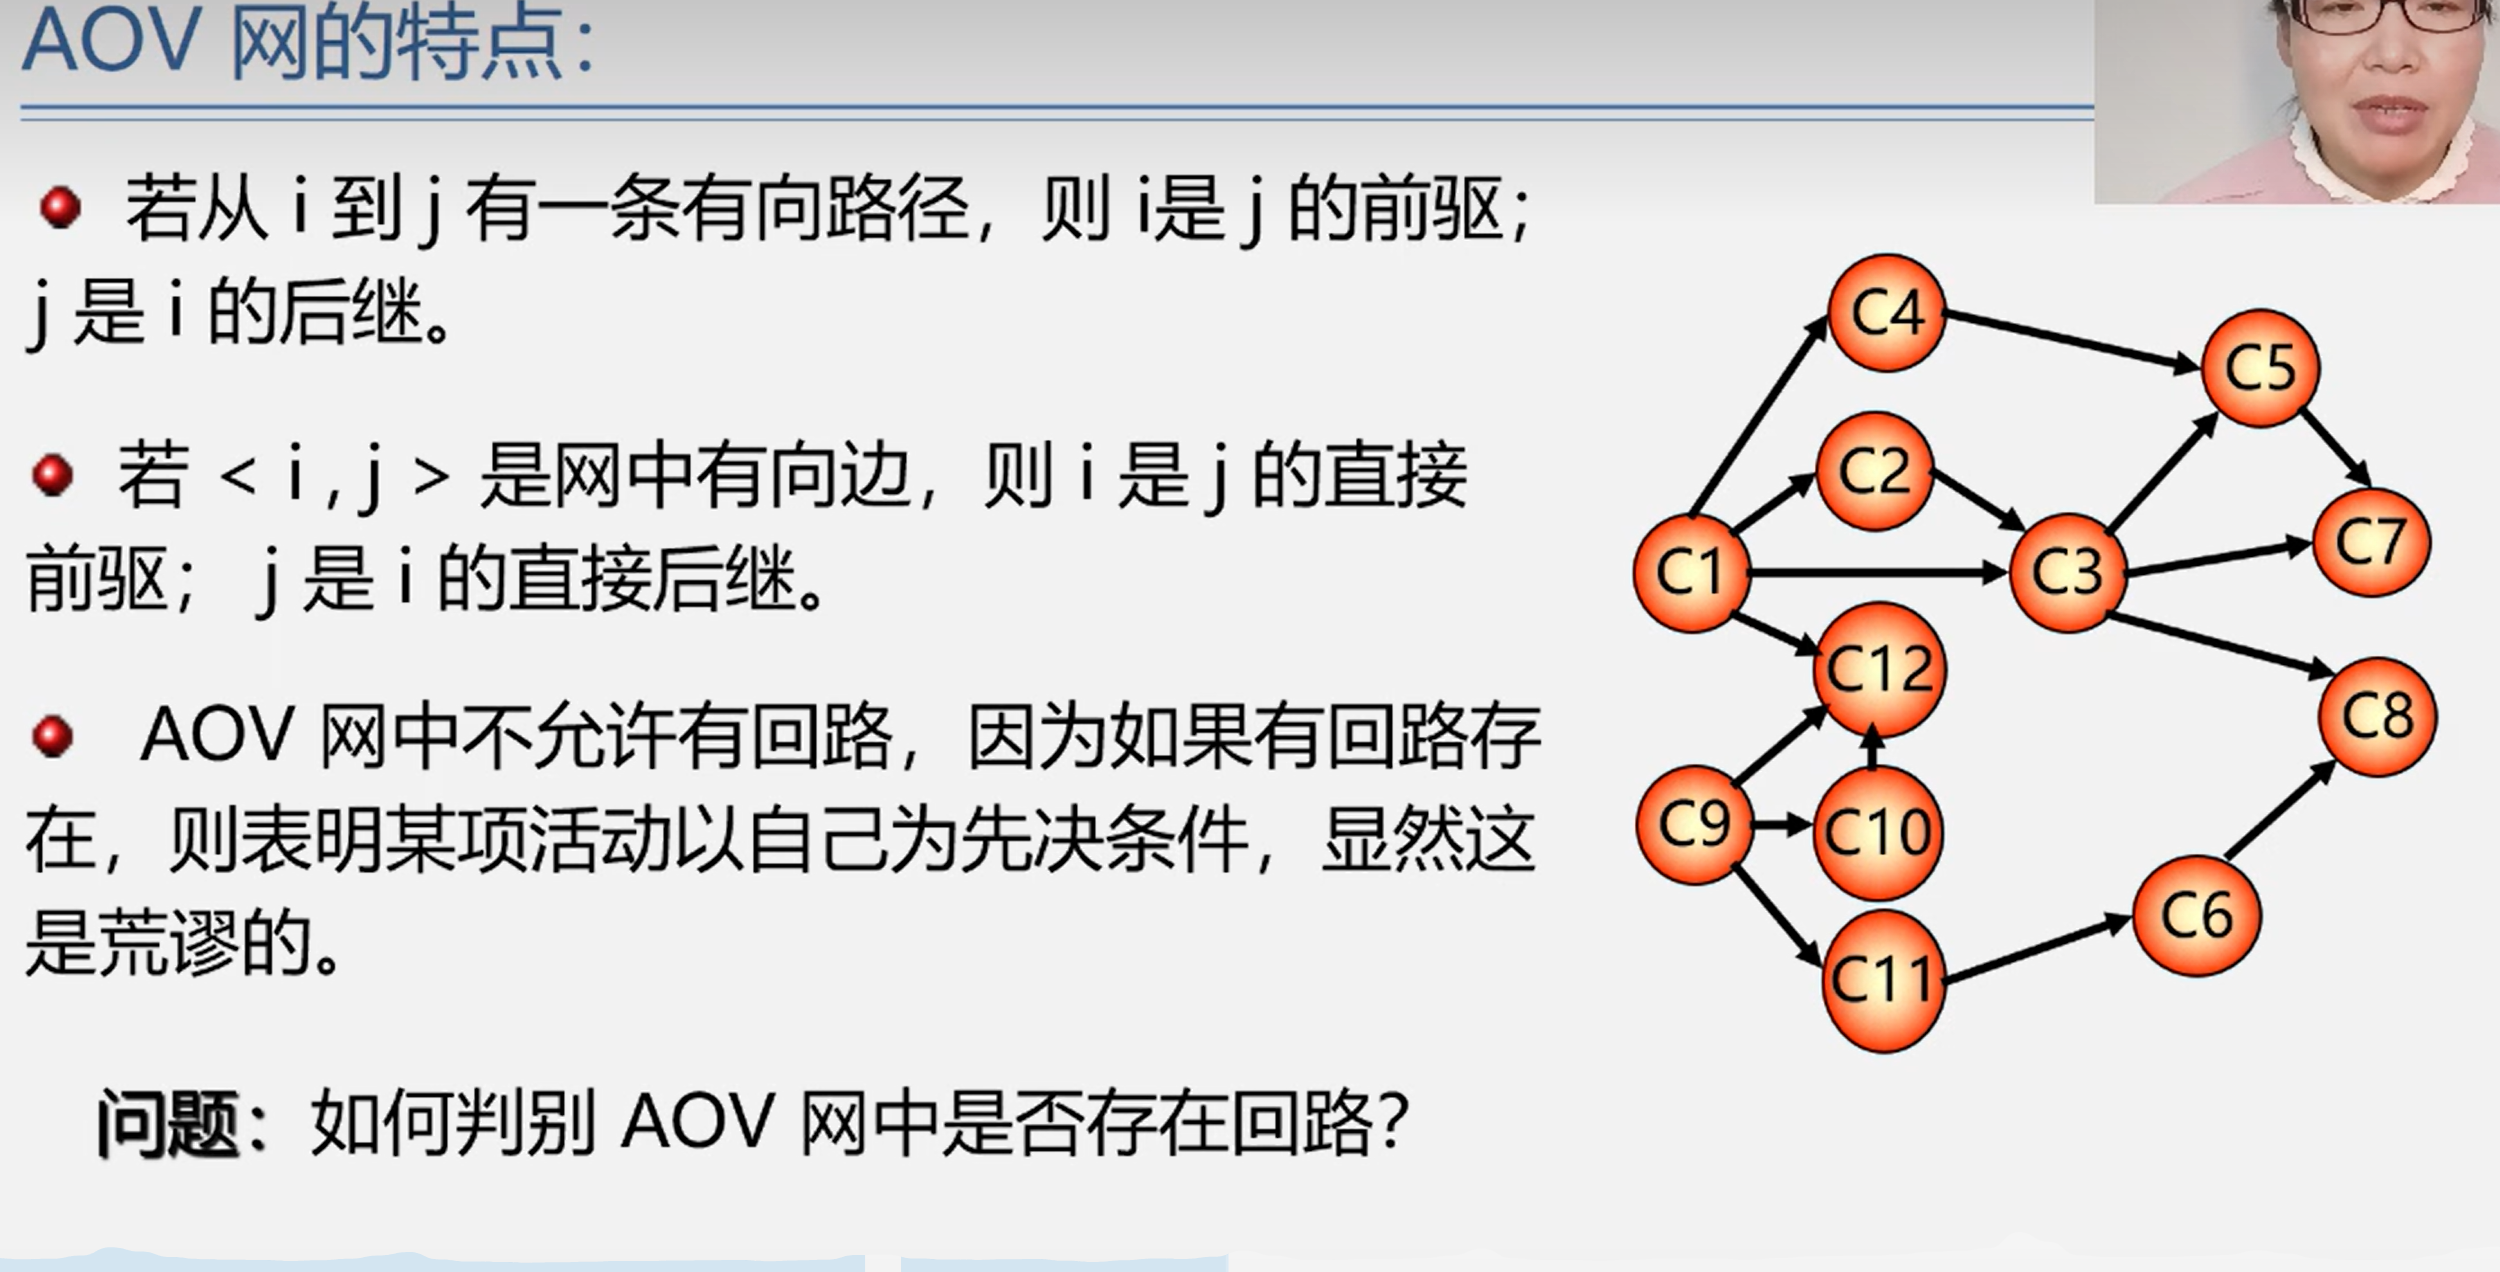 AOV 网的特点：
若从 i 到 j 有一条有向路径，则 i是 j 的前驱；
j 是 i 的后继。
若 < i , j > 是网中有向边，则 i 是 j 的直接
前驱； j 是 i 的直接后继。
AOV 网中不允许有回路，因为如果有回路存
在，则表明某项活动以自己为先决条件，显然这
是荒谬的。
问题：如何判别 AOV 网中是否存在回路？
C4
C5
C2
C7
C1
C3
C12
C8
C9
C10
C6
C11